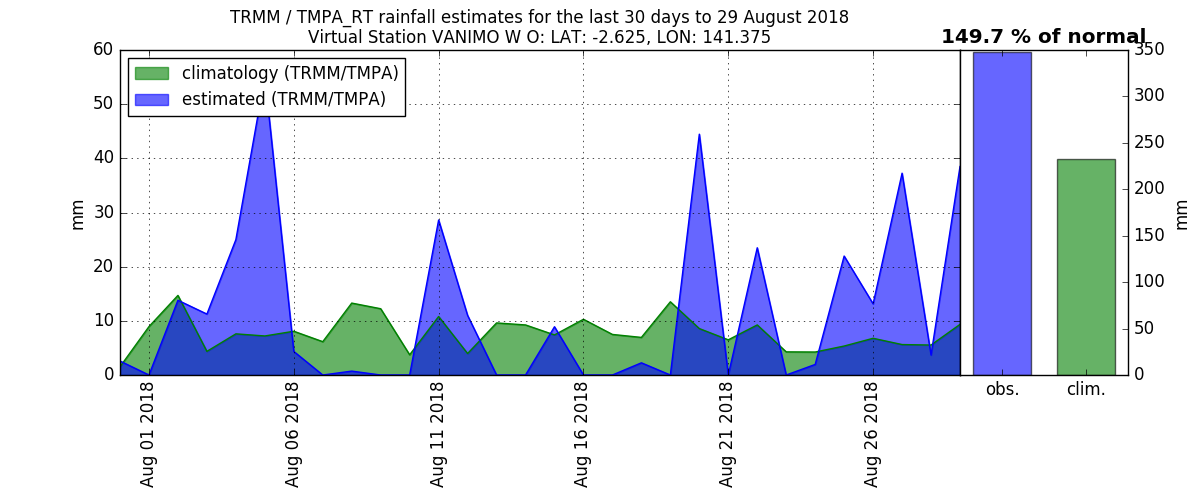 TRMM / TMPA_RT rainfall estimates for the last 30 days to 29 August 2018
Virtual Station VANIMO W O: LAT: -2.625, LON: 141.375
149.7 % of normal
climatology (TRMM/TMPA)
estimated (TRMM/TMPA)
60
50
40
30
20
10
0
mm
Aug 01 2018
Aug 06 2018
Aug 11 2018
Aug 16 2018
Aug 21 2018
Aug 26 2018
obs.
clim.
350
300
250
200
150
100
50
0
mm